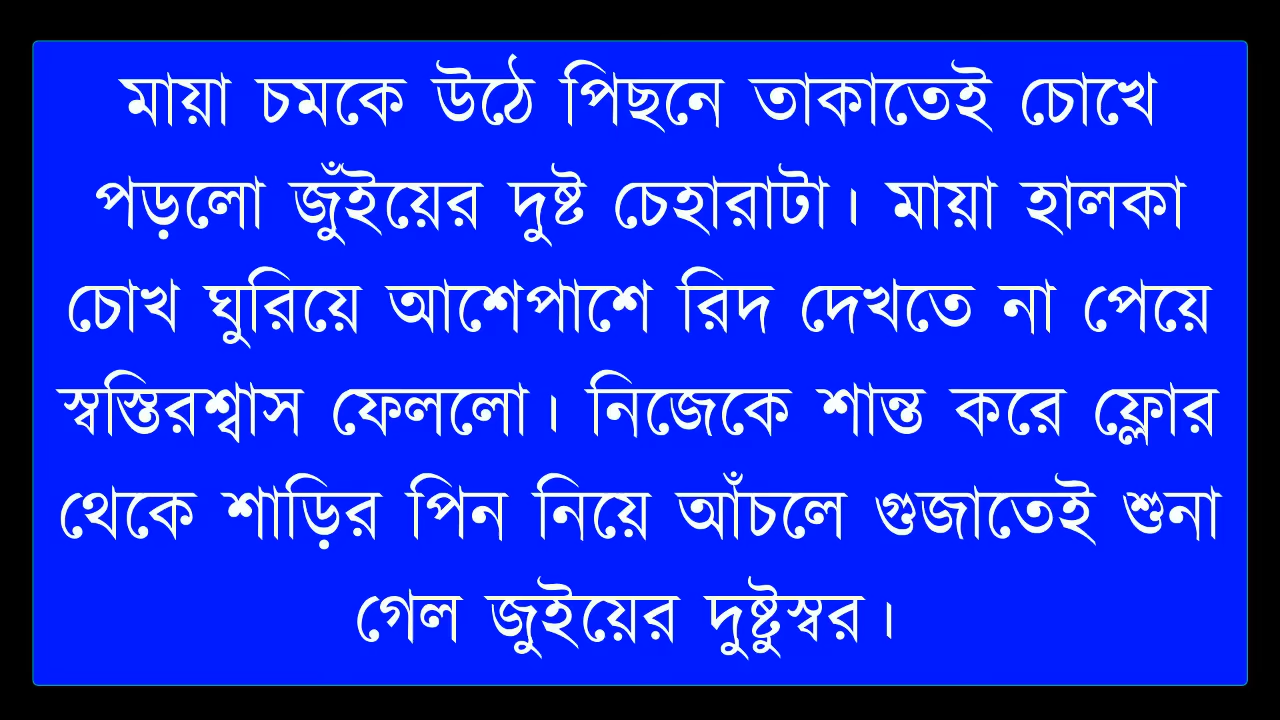 মায়া চমকে উঠে পিছনে তাকাতেই চোখে
পড়লো জুঁইয়ের দুষ্ট চেহারাটা। মায়া হালকা
চোখ ঘুরিয়ে আশেপাশে রিদ দেখতে না পেয়ে
স্বস্তিরশ্বাস ফেললো। নিজেকে শান্ত করে ফ্লোর
থেকে শাড়ির পিন নিয়ে আঁচলে গুজাতেই শুনা
গেল জুইয়ের দুষ্টুস্বর।